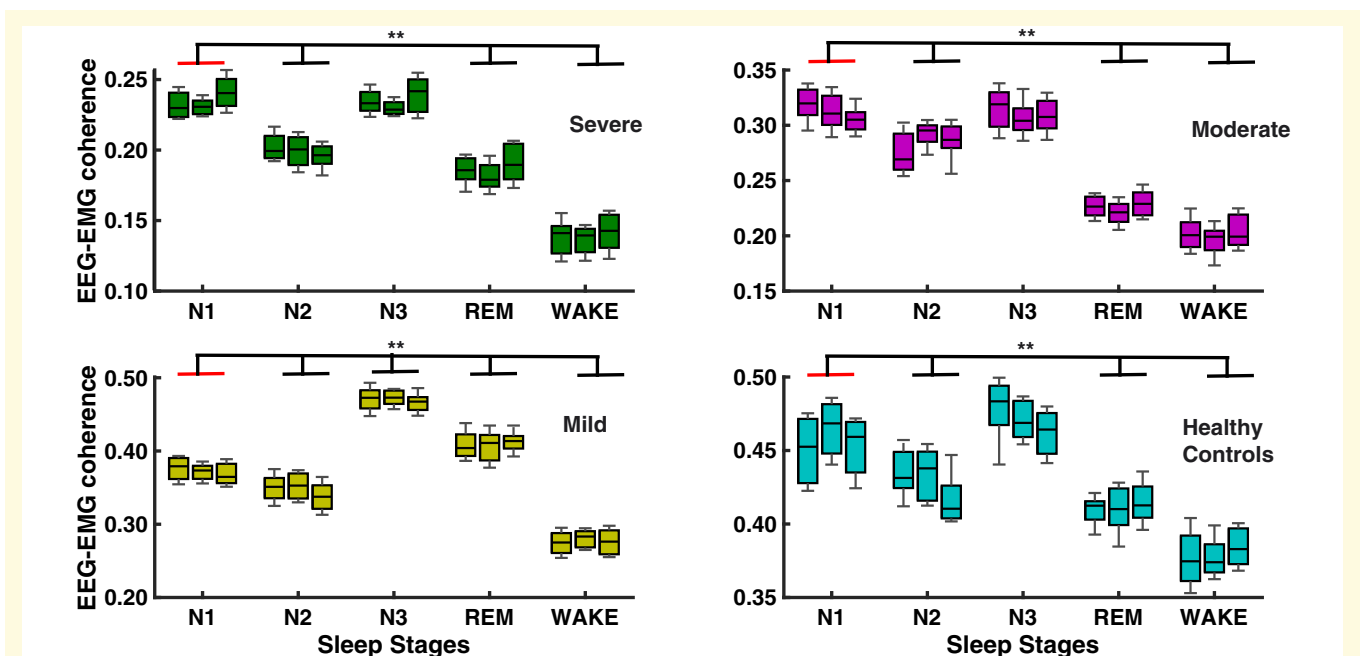 **
EEG-EMG coherence
0.25
0.20
0.15
0.10
Severe
N1 N2 N3 REM WAKE
**
0.35
0.30
0.25
0.20
0.15
Moderate
N1 N2 N3 REM WAKE
**
EEG-EMG coherence
0.50
0.40
0.30
0.20
Mild
N1 N2 N3 REM WAKE
Sleep Stages
**
0.50
0.45
0.40
0.35
Healthy
Controls
N1 N2 N3 REM WAKE
Sleep Stages